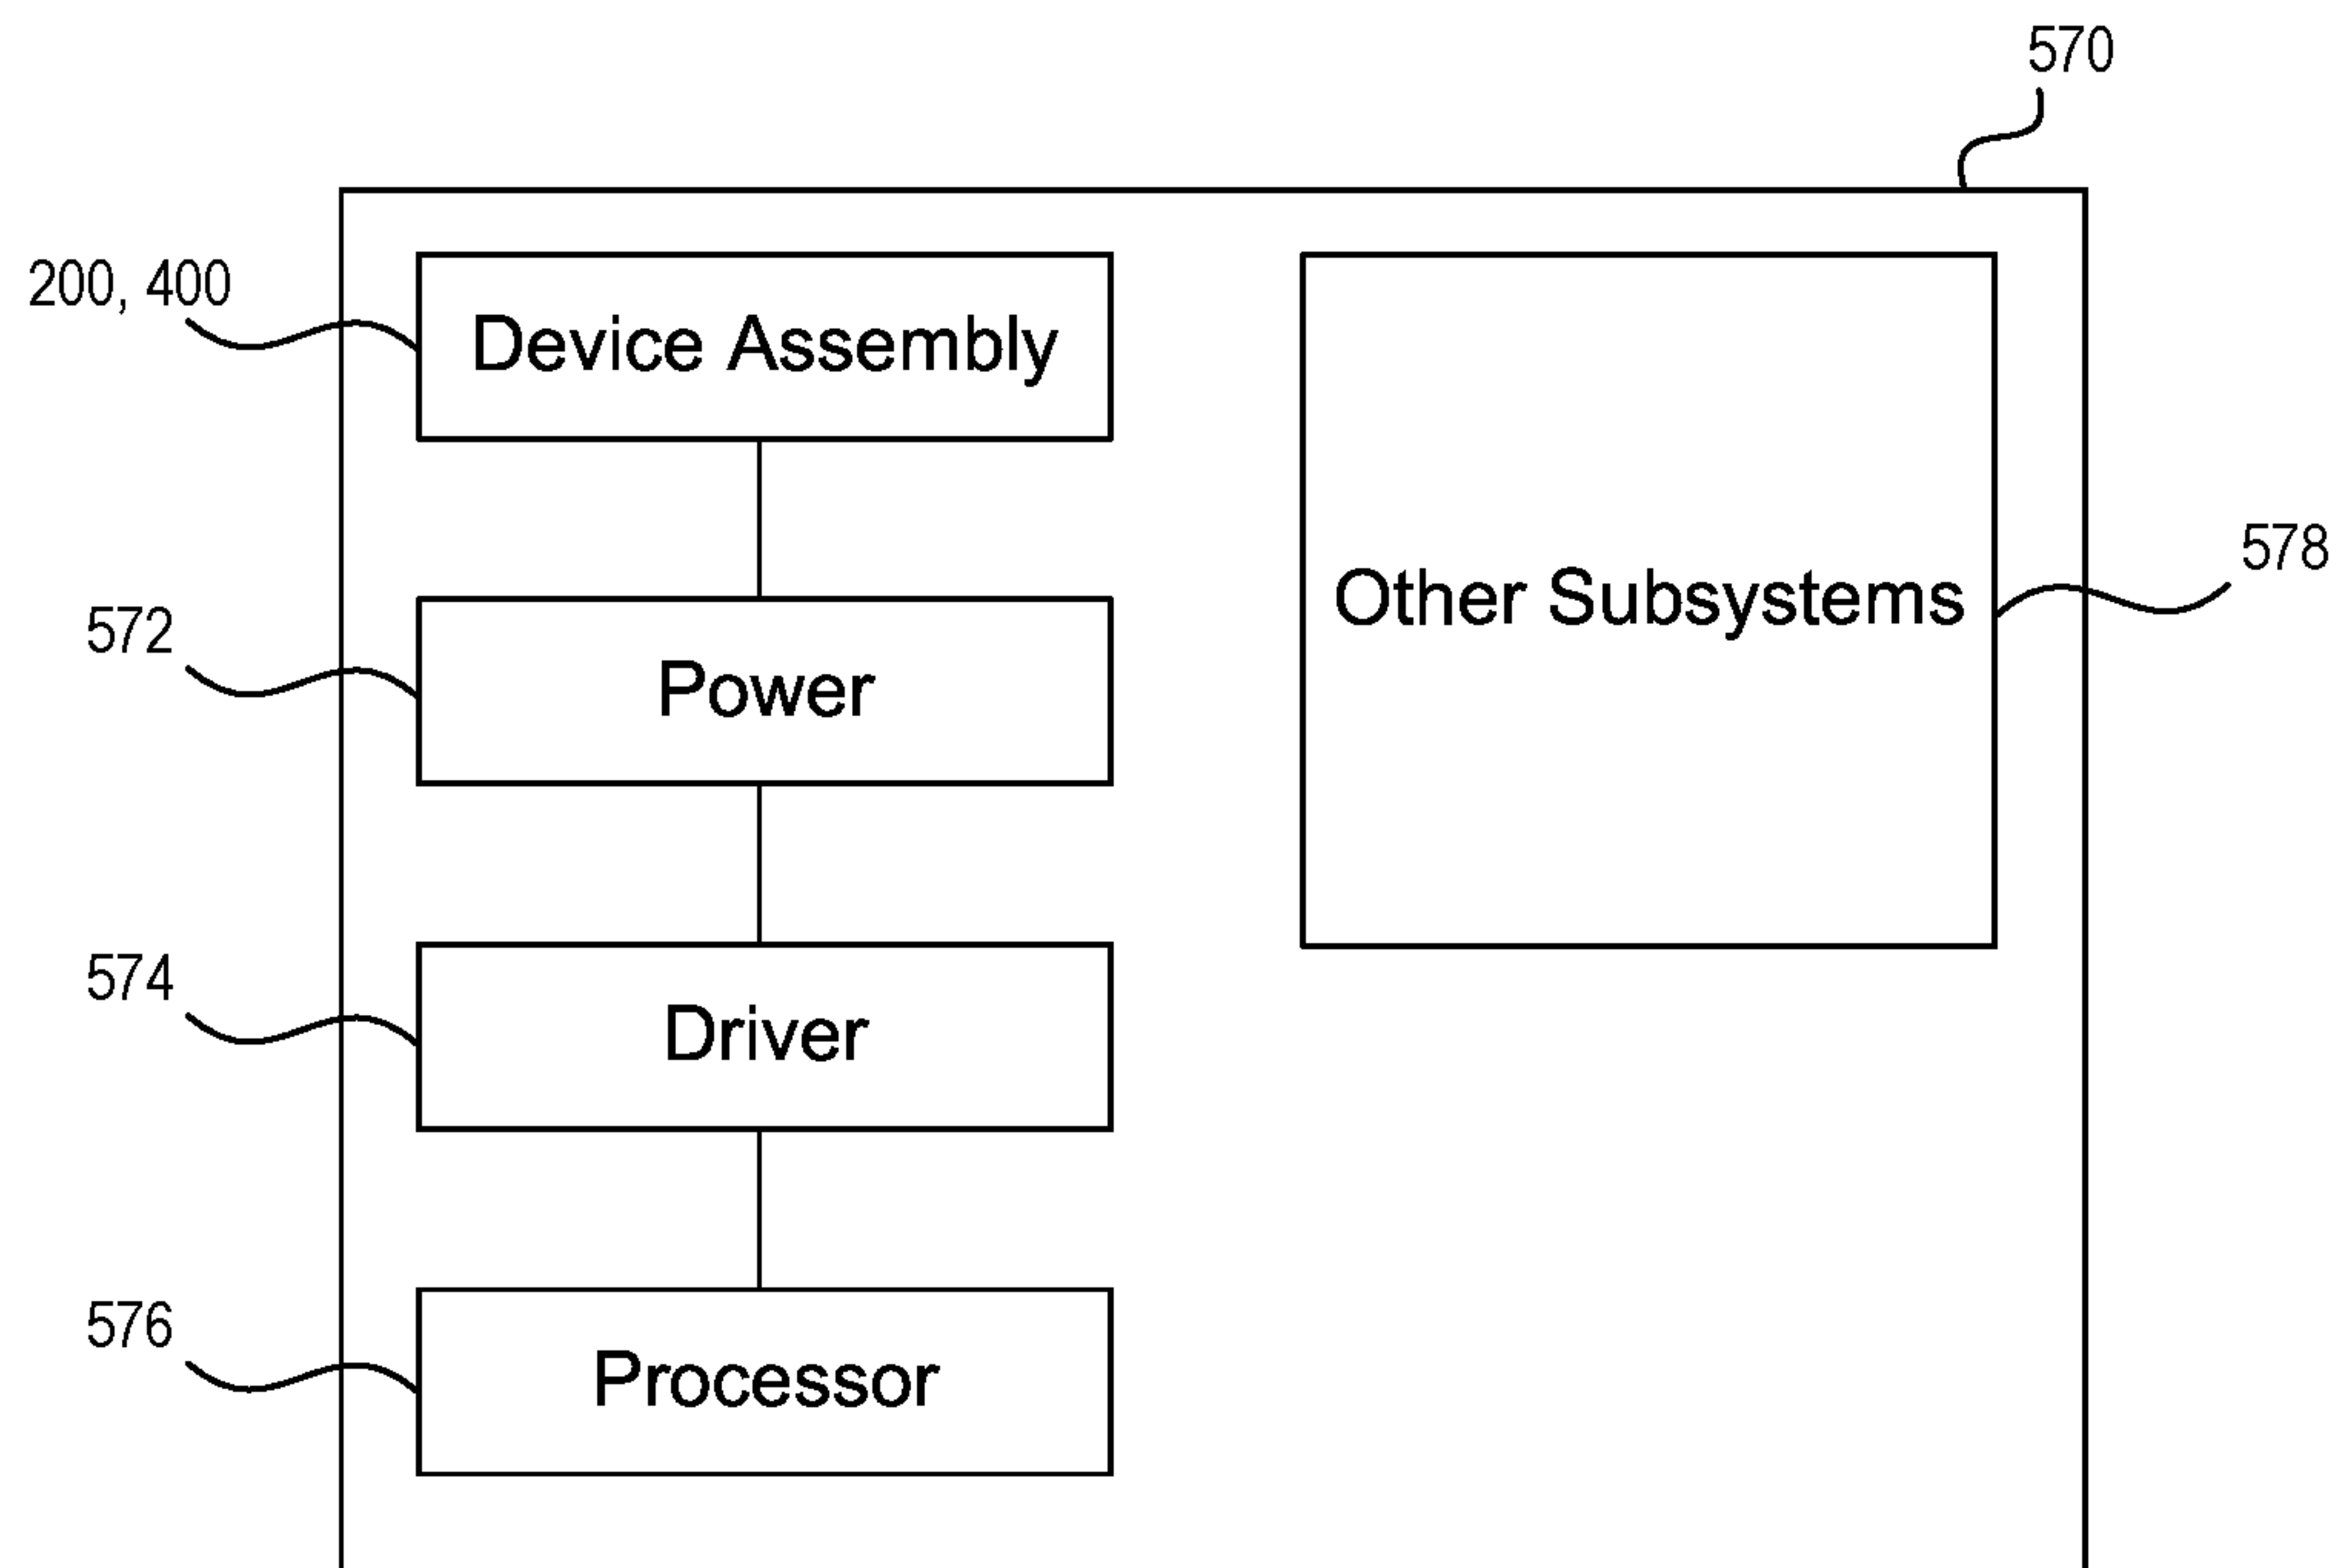 570
200, 400
Device Assembly
578
Other Subsystems
572
Power
574
Driver
576
Processor